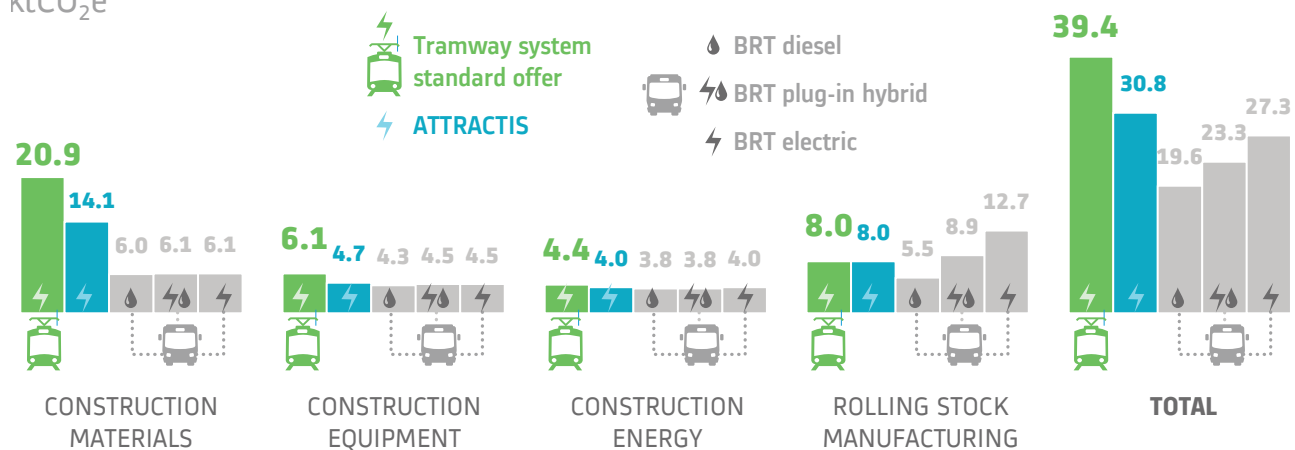 ktCO₂e
Tramway system
standard offer
ATTRACTIS
BRT diesel
BRT plug-in hybrid
BRT electric
20.9
14.1
6.0
6.1
6.1
6.1
4.7
4.3
4.5
4.5
4.4
4.0
3.8
3.8
4.0
8.0
8.0
5.5
8.9
12.7
39.4
30.8
19.6
23.3
27.3
CONSTRUCTION
MATERIALS
CONSTRUCTION
EQUIPMENT
CONSTRUCTION
ENERGY
ROLLING STOCK
MANUFACTURING
TOTAL